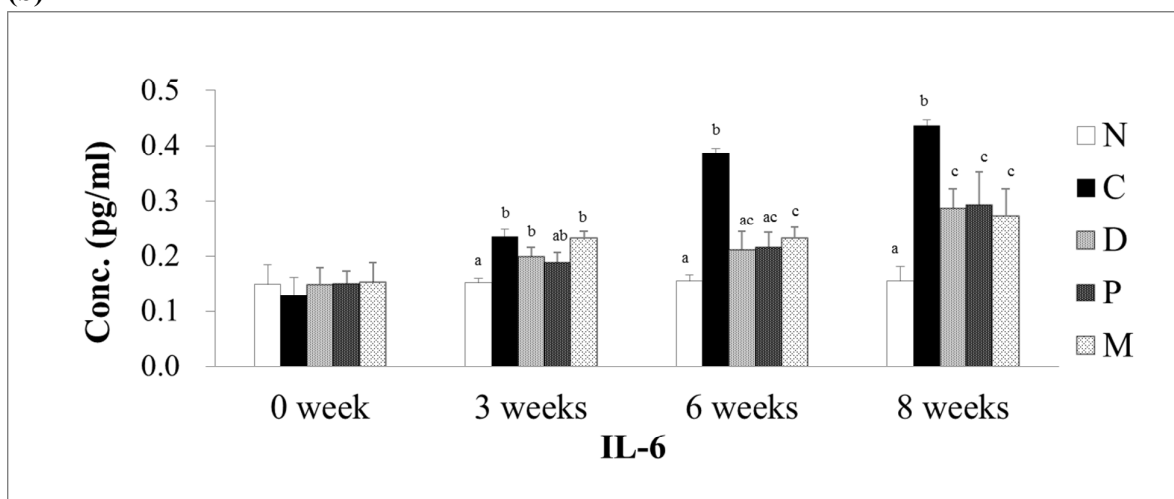 (b)
0.5
0.4
0.3
0.2
0.1
0.0
Conc. (pg/ml)
a b b ab b
a b ac ac c
a b c c c
0 week 3 weeks 6 weeks 8 weeks
IL-6
N
C
D
P
M